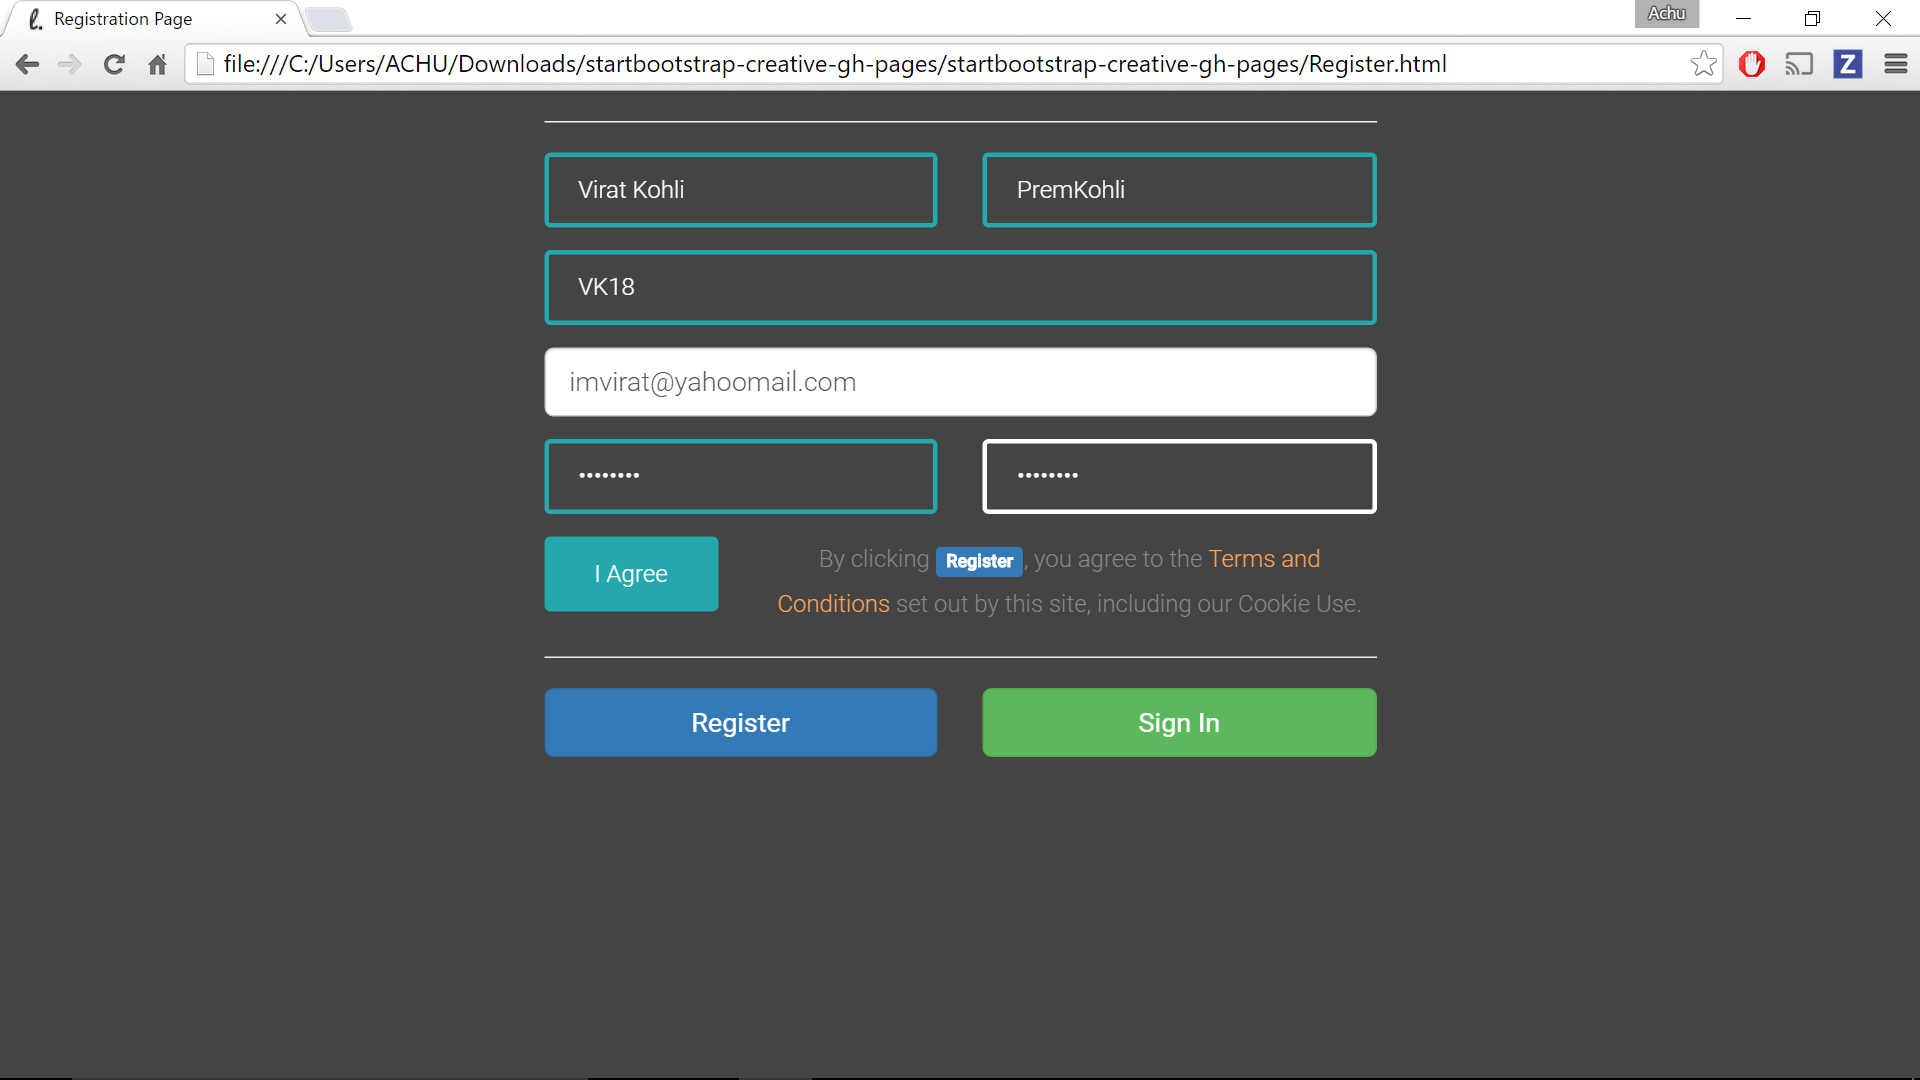 Registration Page
Achu
file:///C:/Users/ACHU/Downloads/startbootstrap-creative-gh-pages/startbootstrap-creative-gh-pages/Register.html
Z
Virat Kohli PremKohli
VK18
imvirat@yahoomail.com
•••••••• ••••••••
I Agree
By clicking Register, you agree to the Terms and
Conditions set out by this site, including our Cookie Use.
Register Sign In